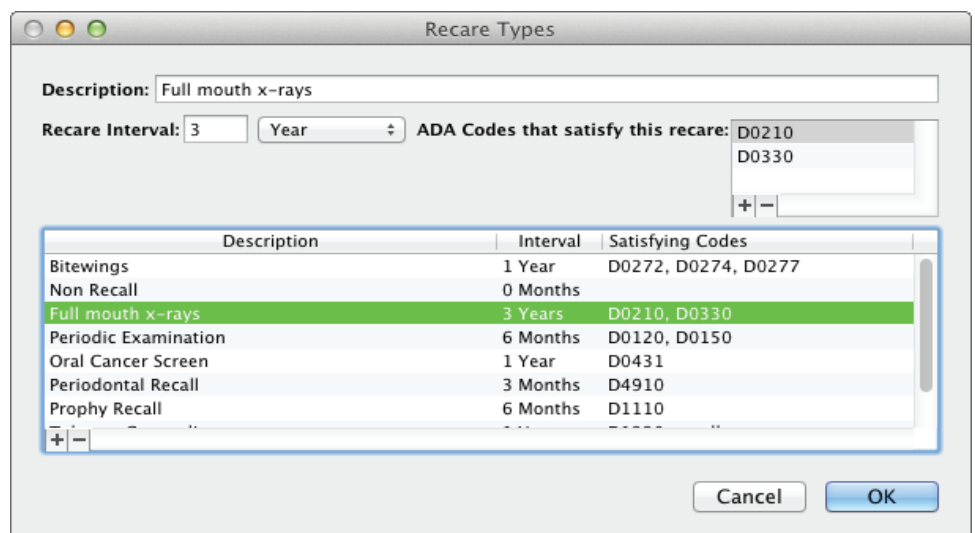 Recare Types
Description: Full mouth x-rays
Recare Interval: 3 Year ADA Codes that satisfy this recare: D0210
D0330
+ −
Description Interval Satisfying Codes
Bitewings 1 Year D0272, D0274, D0277
Non Recall 0 Months
Full mouth x-rays 3 Years D0210, D0330
Periodic Examination 6 Months D0120, D0150
Oral Cancer Screen 1 Year D0431
Periodontal Recall 3 Months D4910
Prophy Recall 6 Months D1110
+ −
Cancel OK